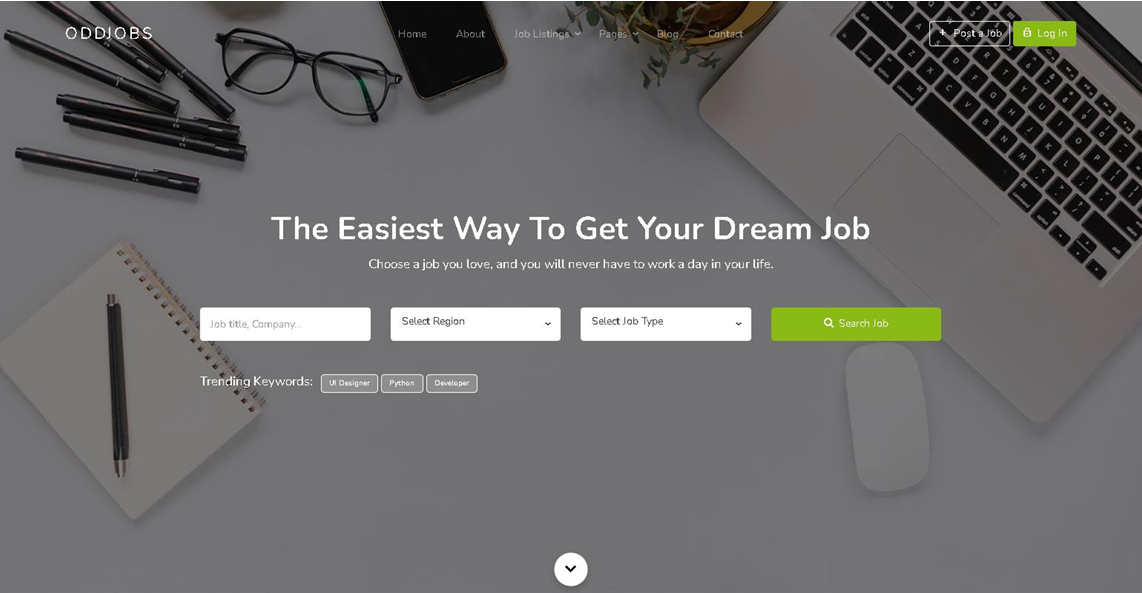 ODDJOBS
Home About Job Listings Pages Blog Contact
+ Post a Job Log In
The Easiest Way To Get Your Dream Job
Choose a job you love, and you will never have to work a day in your life.
Job title, Company... Select Region Select Job Type Search Job
Trending Keywords: UI Designer Python Developer